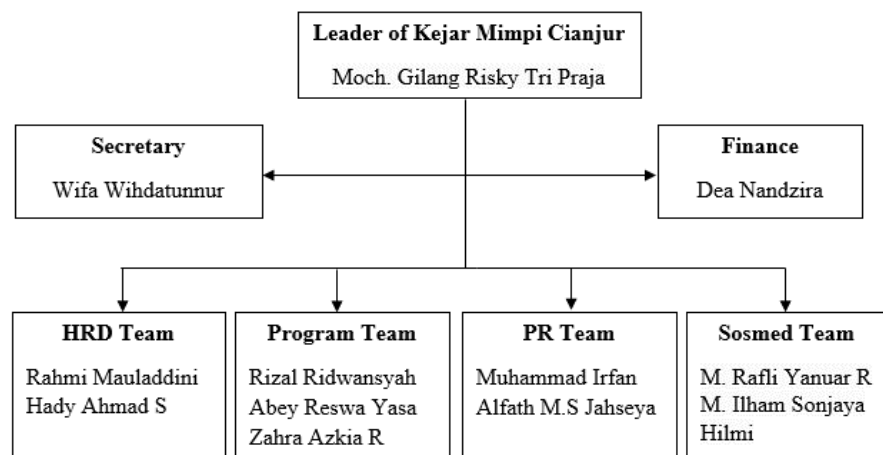 Leader of Kejar Mimpi Cianjur
Moch. Gilang Risky Tri Praja
Secretary
Wifa Wihdatunnur
Finance
Dea Nandzira
HRD Team
Rahmi Mauladdini
Hady Ahmad S
Program Team
Rizal Ridwansyah
Abey Reswa Yasa
Zahra Azkia R
PR Team
Muhammad Irfan
Alfath M.S Jahseya
Sosmed Team
M. Rafli Yanuar R
M. Ilham Sonjaya
Hilmi